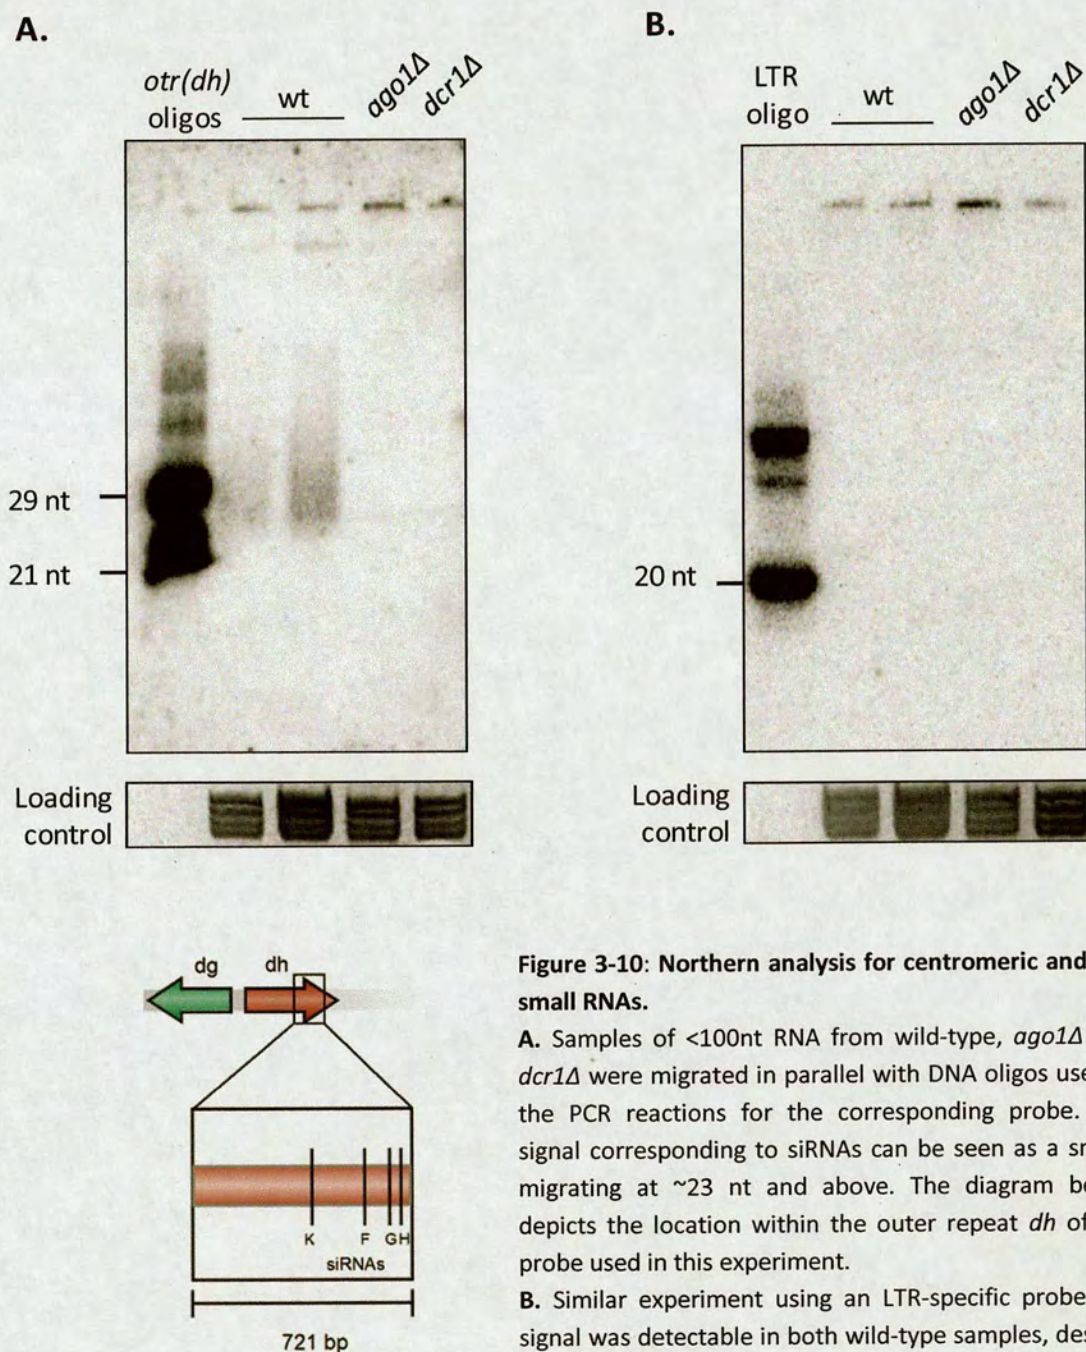 A.
otr(dh)
oligos
wt
ago1Δ
dcr1Δ
29 nt
21 nt
Loading
control
B.
LTR
oligo
wt
ago1Δ
dcr1Δ
20 nt
Loading
control
dg
dh
K
F
G
H
siRNAs
721 bp
Figure 3-10: Northern analysis for centromeric and
small RNAs.
A. Samples of <100nt RNA from wild-type, ago1Δ
dcr1Δ were migrated in parallel with DNA oligos use
the PCR reactions for the corresponding probe.
signal corresponding to siRNAs can be seen as a sm
migrating at ~23 nt and above. The diagram be
depicts the location within the outer repeat dh of
probe used in this experiment.
B. Similar experiment using an LTR-specific probe
signal was detectable in both wild-type samples, des